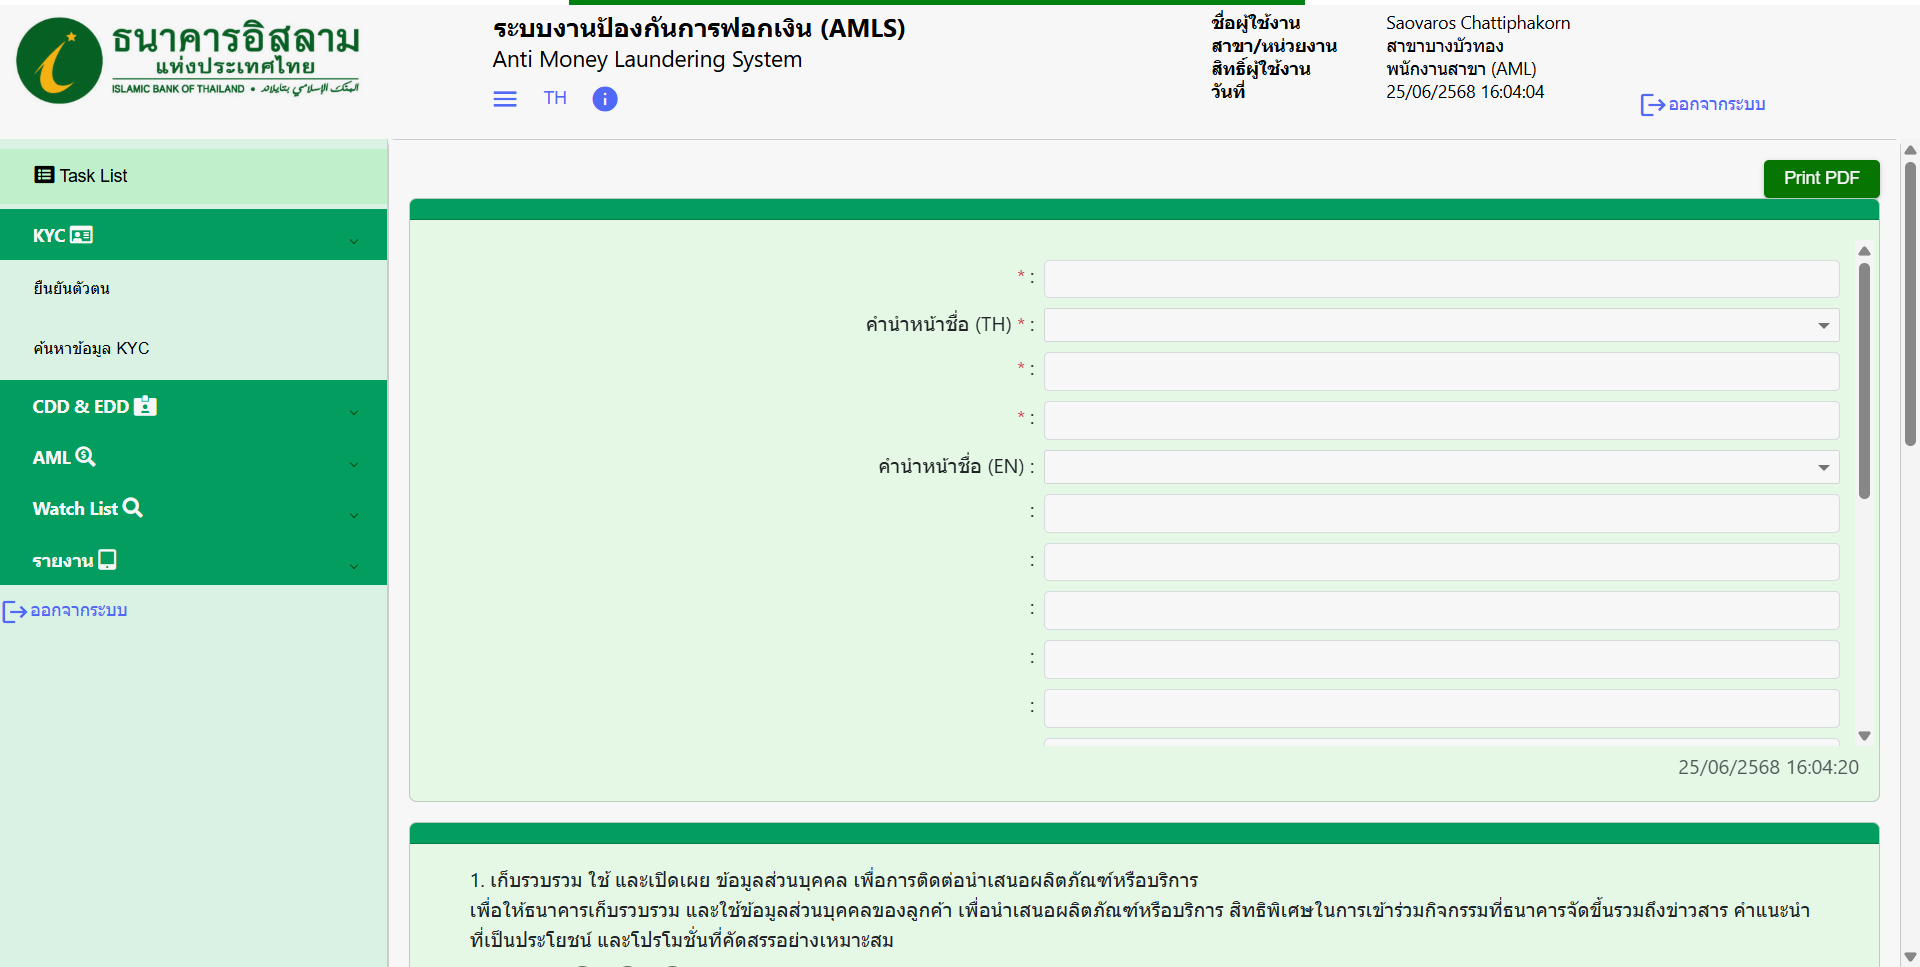 ธนาคารอิสลาม
แห่งประเทศไทย
ISLAMIC BANK OF THAILAND •
ระบบงานป้องกันการฟอกเงิน (AMLS)
Anti Money Laundering System
TH
ชื่อผู้ใช้งาน Saovaros Chattiphakorn
สาขา/หน่วยงาน สาขาบางบัวทอง
สิทธิ์ผู้ใช้งาน พนักงานสาขา (AML)
วันที่ 25/06/2568 16:04:04
ออกจากระบบ
Task List
KYC
ยืนยันตัวตน
ค้นหาข้อมูล KYC
CDD & EDD
AML
Watch List
รายงาน
ออกจากระบบ
Print PDF
* :
คำนำหน้าชื่อ (TH) * :
* :
* :
คำนำหน้าชื่อ (EN) :
:
:
:
:
:
25/06/2568 16:04:20
1. เก็บรวบรวม ใช้ และเปิดเผย ข้อมูลส่วนบุคคล เพื่อการติดต่อนำเสนอผลิตภัณฑ์หรือบริการ
เพื่อให้ธนาคารเก็บรวบรวม และใช้ข้อมูลส่วนบุคคลของลูกค้า เพื่อนำเสนอผลิตภัณฑ์หรือบริการ สิทธิพิเศษในการเข้าร่วมกิจกรรมที่ธนาคารจัดขึ้นรวมถึงข่าวสาร คำแนะนำ
ที่เป็นประโยชน์ และโปรโมชั่นที่คัดสรรอย่างเหมาะสม